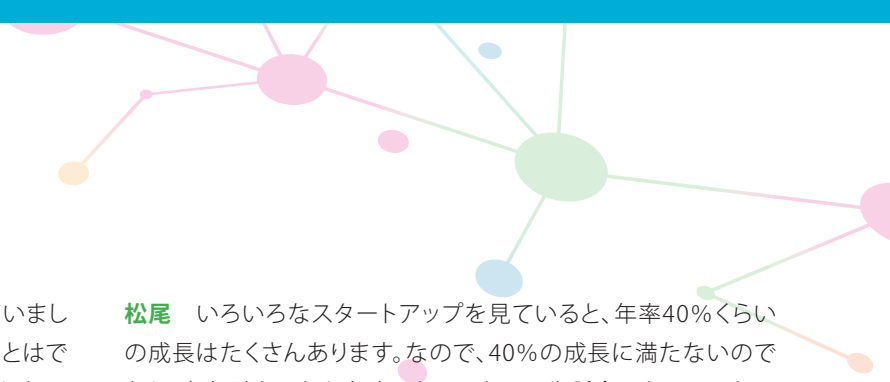 いまし
とはで
松尾　いろいろなスタートアップを見ていると、年率40%くらい
の成長はたくさんあります。なので、40%の成長に満たないので